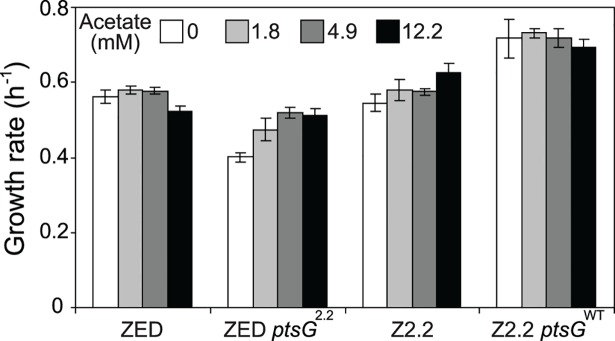 Acetate
(mM)
0
1.8
4.9
12.2
Growth rate (h⁻¹)
0.8
0.6
0.4
0.2
0
ZED
ZED ptsG²·²
Z2.2
Z2.2 ptsGᵂᵀ